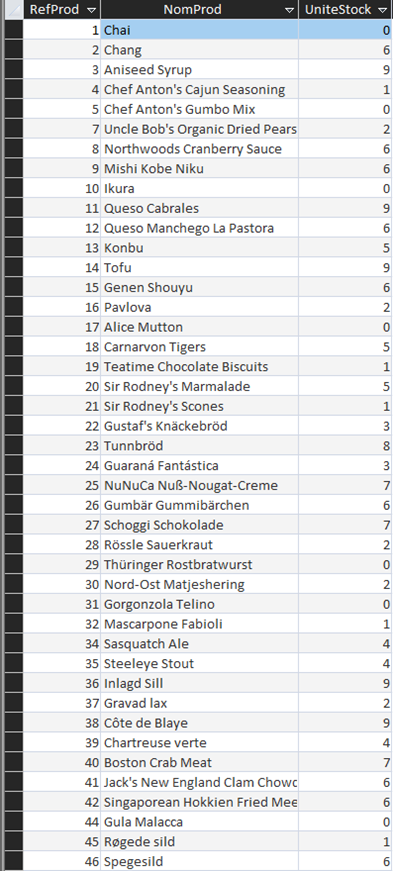 RefProd NomProd UniteStock
1 Chai 0
2 Chang 6
3 Aniseed Syrup 9
4 Chef Anton's Cajun Seasoning 1
5 Chef Anton's Gumbo Mix 0
7 Uncle Bob's Organic Dried Pears 2
8 Northwoods Cranberry Sauce 6
9 Mishi Kobe Niku 6
10 Ikura 0
11 Queso Cabrales 9
12 Queso Manchego La Pastora 6
13 Konbu 5
14 Tofu 9
15 Genen Shouyu 6
16 Pavlova 2
17 Alice Mutton 0
18 Carnarvon Tigers 5
19 Teatime Chocolate Biscuits 1
20 Sir Rodney's Marmalade 5
21 Sir Rodney's Scones 1
22 Gustaf's Knäckebröd 3
23 Tunnbröd 8
24 Guaraná Fantástica 3
25 NuNuCa Nuß-Nougat-Creme 7
26 Gumbär Gummibärchen 6
27 Schoggi Schokolade 7
28 Rössle Sauerkraut 2
29 Thüringer Rostbratwurst 0
30 Nord-Ost Matjeshering 2
31 Gorgonzola Telino 0
32 Mascarpone Fabioli 1
34 Sasquatch Ale 4
35 Steeleye Stout 4
36 Inlagd Sill 9
37 Gravad lax 2
38 Côte de Blaye 9
39 Chartreuse verte 4
40 Boston Crab Meat 7
41 Jack's New England Clam Chowd 6
42 Singaporean Hokkien Fried Mee 6
44 Gula Malacca 0
45 Røgede sild 1
46 Spegesild 6